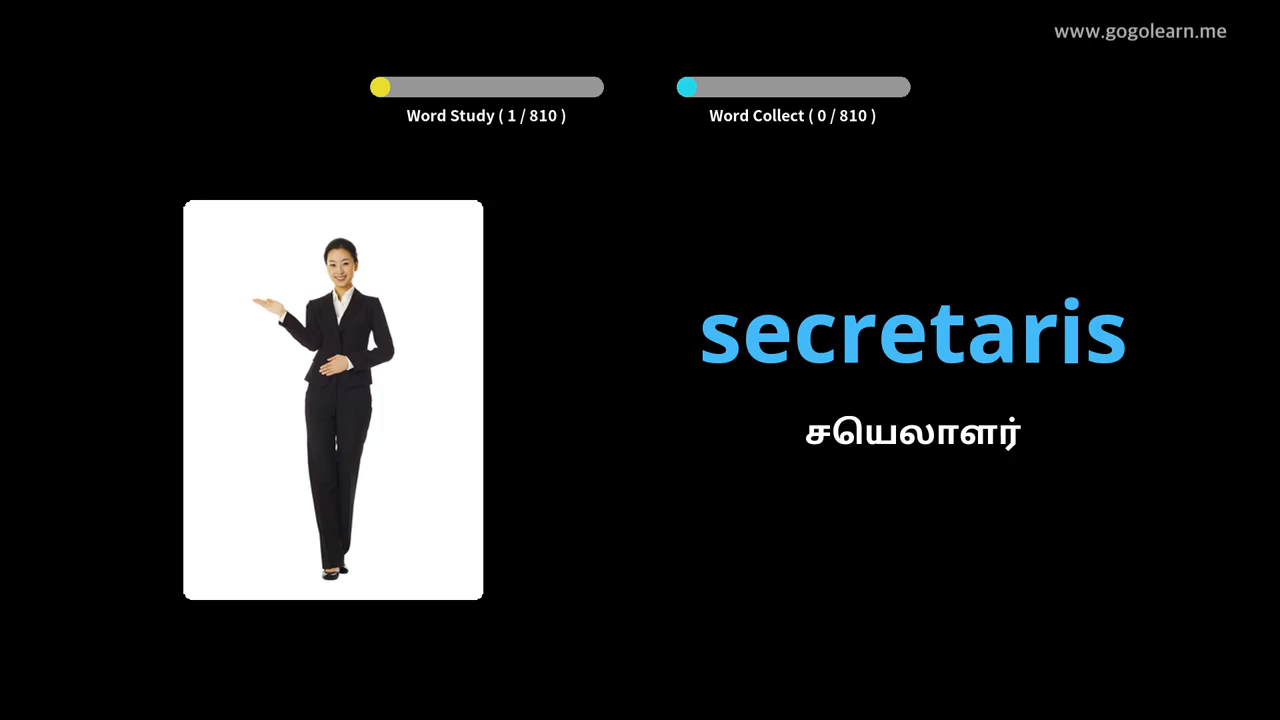 www.gogolearn.me
Word Study ( 1 / 810 )
Word Collect ( 0 / 810 )
secretaris
சயெலாளர்